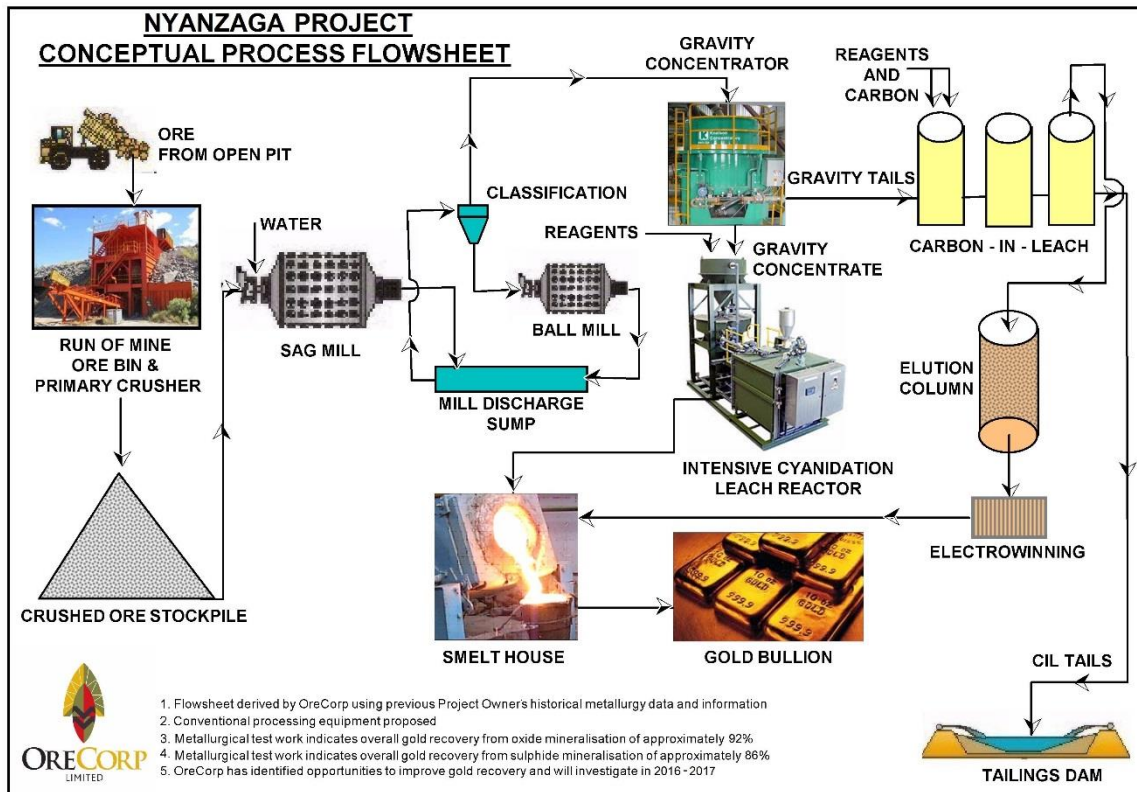 NYANZAGA PROJECT
CONCEPTUAL PROCESS FLOWSHEET
ORE
FROM OPEN PIT
RUN OF MINE
ORE BIN &
PRIMARY CRUSHER
CRUSHED ORE STOCKPILE
WATER
SAG MILL
CLASSIFICATION
BALL MILL
MILL DISCHARGE
SUMP
GRAVITY
CONCENTRATOR
REAGENTS
GRAVITY
CONCENTRATE
GRAVITY TAILS
INTENSIVE CYANIDATION
LEACH REACTOR
REAGENTS
AND
CARBON
CARBON - IN - LEACH
ELUTION
COLUMN
ELECTROWINNING
SMELT HOUSE
10 oz
GOLD
999.9
GOLD BULLION
CIL TAILS
TAILINGS DAM
ORECORP
LIMITED
1. Flowsheet derived by OreCorp using previous Project Owner's historical metallurgy data and information
2. Conventional processing equipment proposed
3. Metallurgical test work indicates overall gold recovery from oxide mineralisation of approximately 92%
4. Metallurgical test work indicates overall gold recovery from sulphide mineralisation of approximately 86%
5. OreCorp has identified opportunities to improve gold recovery and will investigate in 2016 - 2017